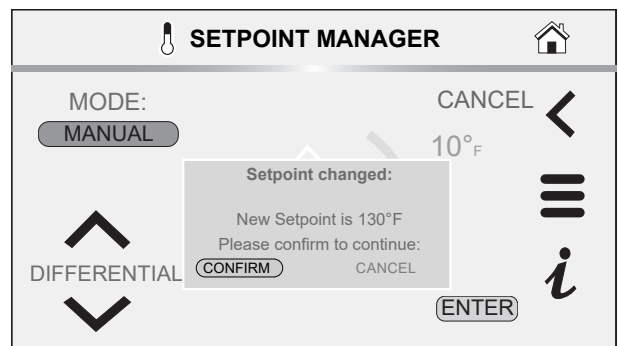 SETPOINT MANAGER
MODE:
MANUAL
CANCEL
10°F
Setpoint changed:
New Setpoint is 130°F
Please confirm to continue:
CONFIRM CANCEL
DIFFERENTIAL
i
ENTER